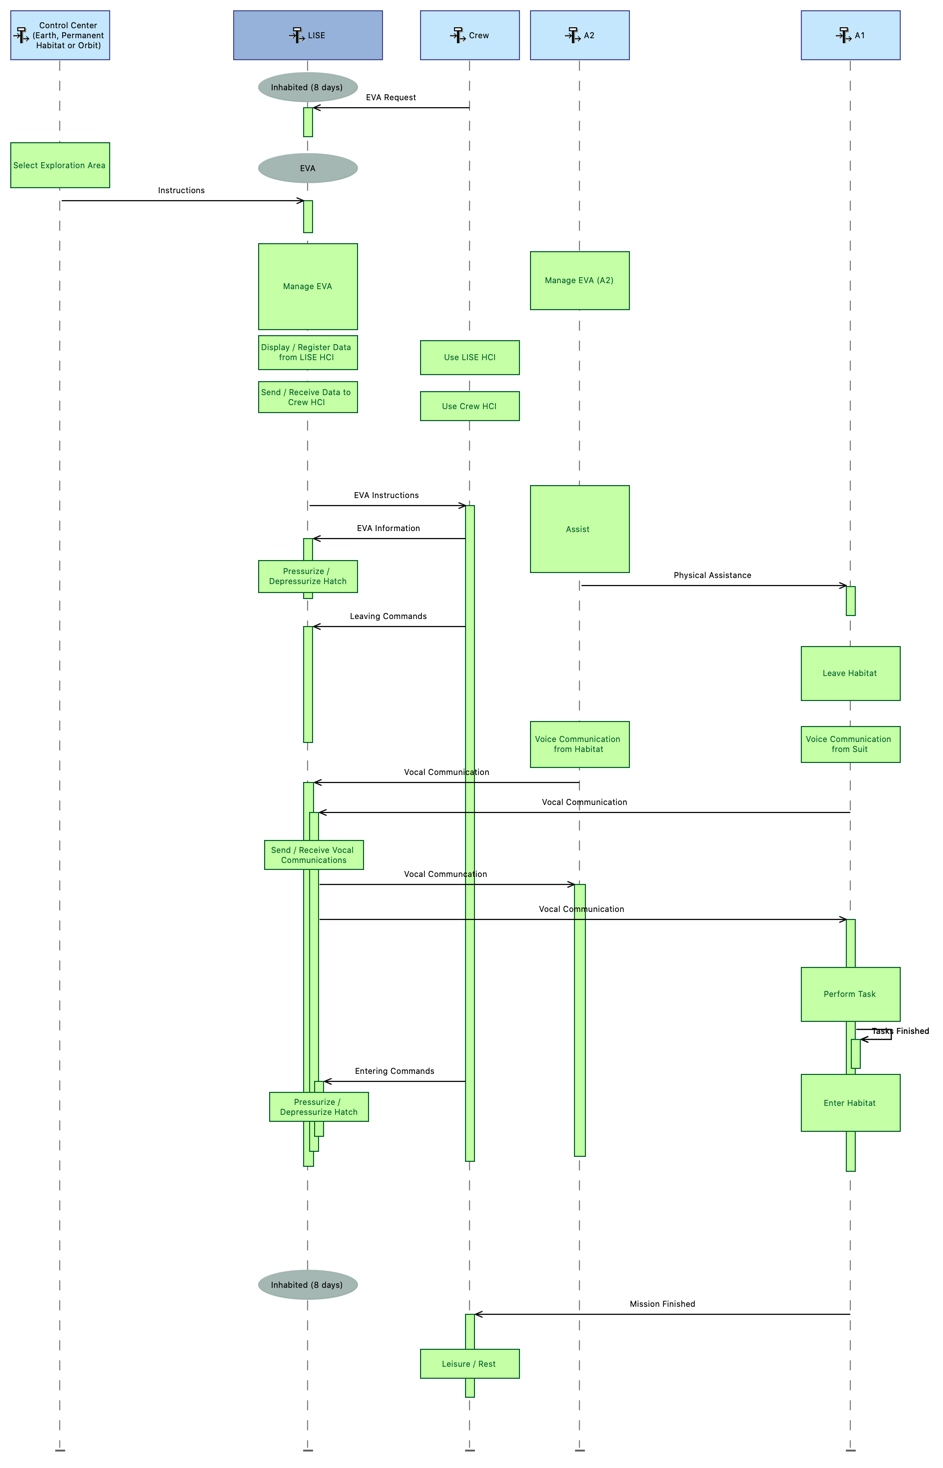 Control Center
(Earth, Permanent
Habitat or Orbit)
LISE
Crew
A2
A1
Inhabited (8 days)
EVA Request
Select Exploration Area
EVA
Instructions
Manage EVA
Manage EVA (A2)
Display / Register Data
from LISE HCI
Use LISE HCI
Send / Receive Data to
Crew HCI
Use Crew HCI
EVA Instructions
Assist
EVA Information
Pressurize /
Depressurize Hatch
Physical Assistance
Leaving Commands
Leave Habitat
Voice Communication
from Habitat
Voice Communication
from Suit
Vocal Communication
Vocal Communication
Send / Receive Vocal
Communications
Vocal Communcation
Vocal Communication
Perform Task
Tasks Finished
Entering Commands
Pressurize /
Depressurize Hatch
Enter Habitat
Inhabited (8 days)
Mission Finished
Leisure / Rest